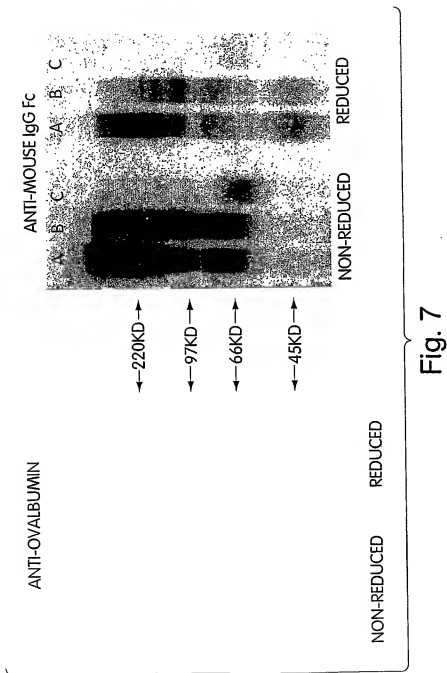 ANTI-OVALBUMIN
ANTI-MOUSE IgG Fc
A B C A B C
220KD
97KD
66KD
45KD
NON-REDUCED REDUCED
NON-REDUCED REDUCED
Fig. 7